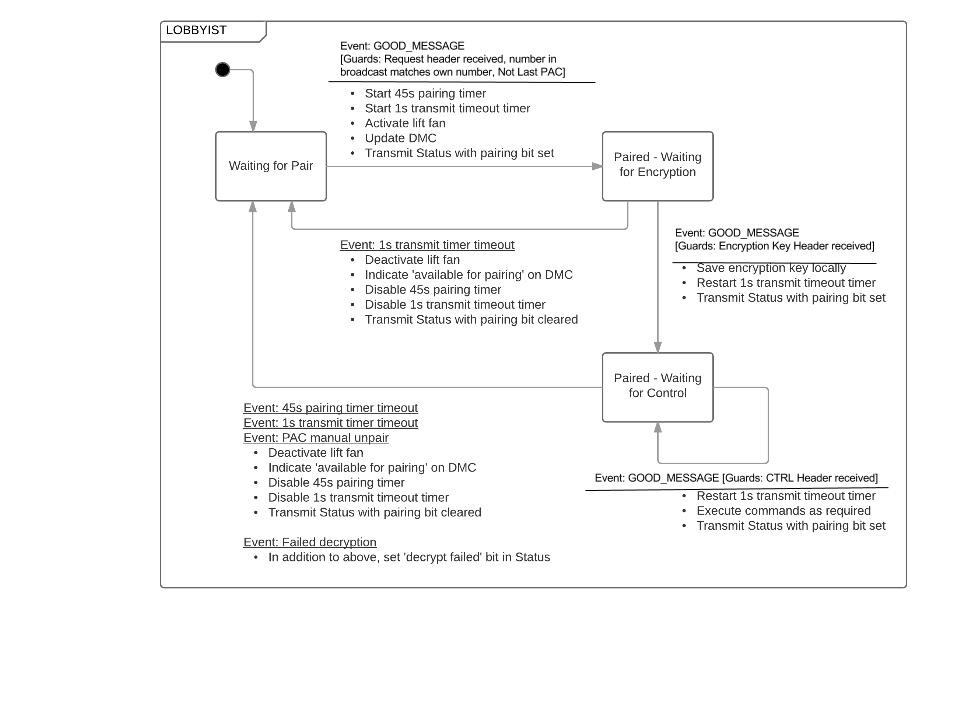 LOBBYIST
Event: GOOD_MESSAGE
[Guards: Request header received, number in
broadcast matches own number, Not Last PAC]
• Start 45s pairing timer
• Start 1s transmit timeout timer
• Activate lift fan
• Update DMC
• Transmit Status with pairing bit set
Waiting for Pair
Paired - Waiting
for Encryption
Event: 1s transmit timer timeout
• Deactivate lift fan
• Indicate 'available for pairing' on DMC
• Disable 45s pairing timer
• Disable 1s transmit timeout timer
• Transmit Status with pairing bit cleared
Event: GOOD_MESSAGE
[Guards: Encryption Key Header received]
• Save encryption key locally
• Restart 1s transmit timeout timer
• Transmit Status with pairing bit set
Paired - Waiting
for Control
Event: 45s pairing timer timeout
Event: 1s transmit timer timeout
Event: PAC manual unpair
• Deactivate lift fan
• Indicate 'available for pairing' on DMC
• Disable 45s pairing timer
• Disable 1s transmit timeout timer
• Transmit Status with pairing bit cleared
Event: Failed decryption
• In addition to above, set 'decrypt failed' bit in Status
Event: GOOD_MESSAGE [Guards: CTRL Header received]
• Restart 1s transmit timeout timer
• Execute commands as required
• Transmit Status with pairing bit set